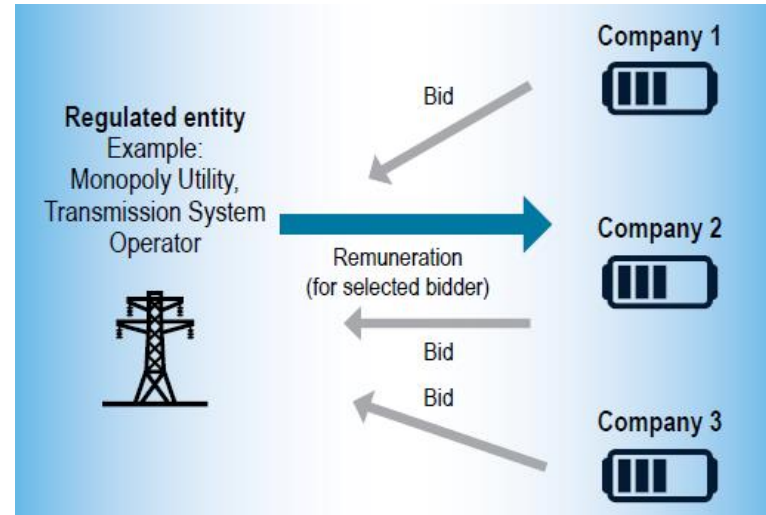 Company 1
Bid
Regulated entity
Example:
Monopoly Utility,
Transmission System
Operator
Company 2
Remuneration
(for selected bidder)
Bid
Bid
Company 3